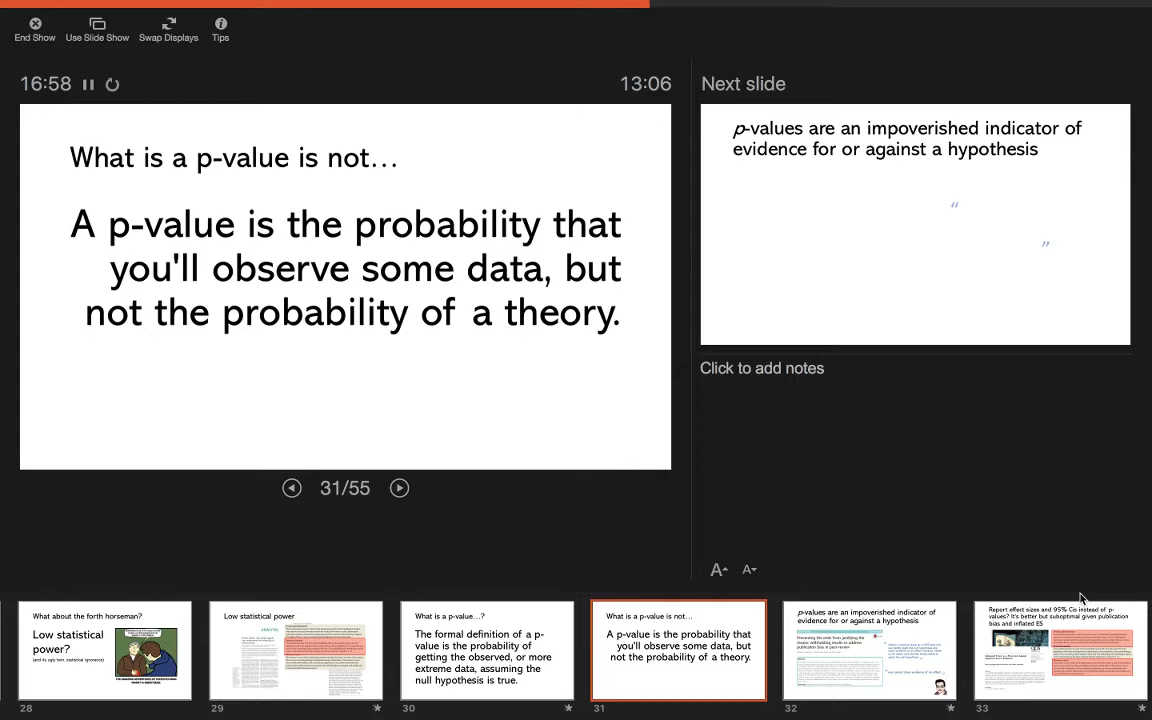 End Show
Use Slide Show
Swap Displays
Tips
16:58
13:06
Next slide
What is a p-value is not…
A p-value is the probability that
you'll observe some data, but
not the probability of a theory.
p-values are an impoverished indicator of
evidence for or against a hypothesis
“
”
Click to add notes
31/55
A
A
What about the forth horseman?
Low statistical
power?
(and its ugly twin, statistical ignorance)
28
Low statistical power
29
What is a p-value…?
The formal definition of a p-
value is the probability of
getting the observed, or more
extreme data, assuming the
null hypothesis is true.
30
What is a p-value is not…
A p-value is the probability that
you'll observe some data, but
not the probability of a theory.
31
p-values are an impoverished indicator of
evidence for or against a hypothesis
32
Report effect sizes and 95% CIs instead of p-
values? It's better but suboptimal given publication
bias and inflated ES
33